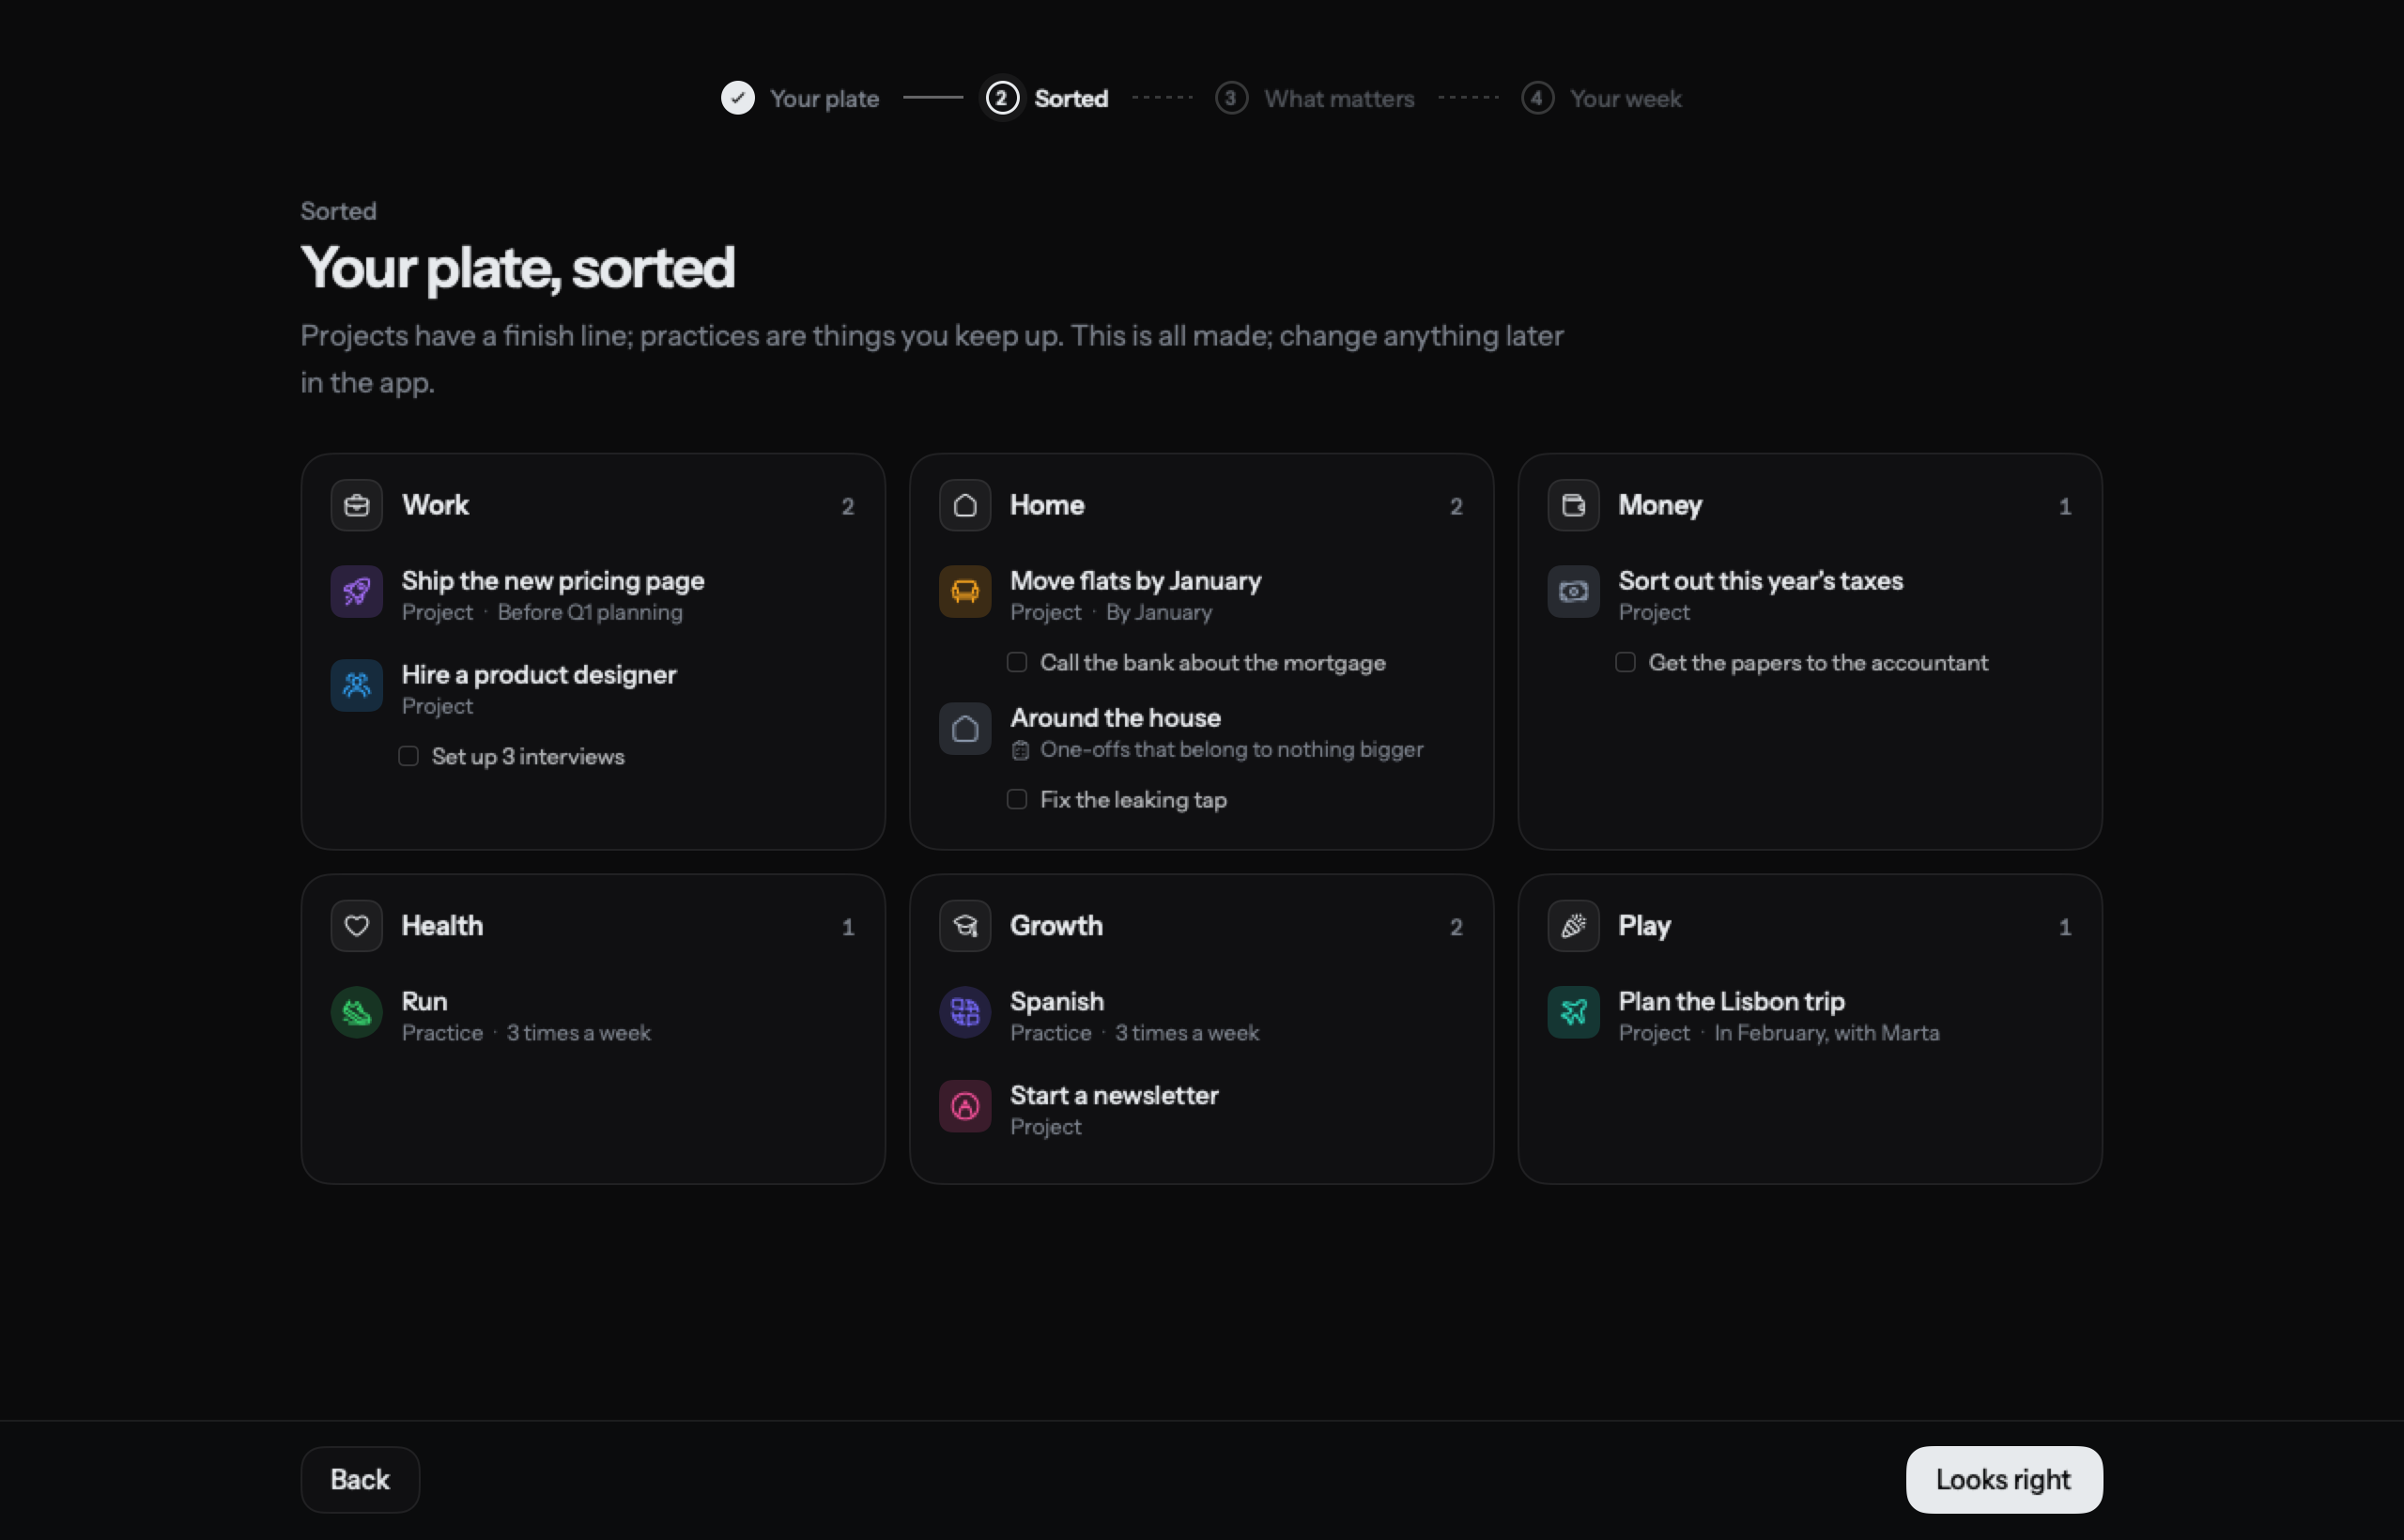 Your plate
2 Sorted
3 What matters
4 Your week
Sorted
Your plate, sorted
Projects have a finish line; practices are things you keep up. This is all made; change anything later
in the app.
Work 2
Ship the new pricing page
Project · Before Q1 planning
Hire a product designer
Project
Set up 3 interviews
Home 2
Move flats by January
Project · By January
Call the bank about the mortgage
Around the house
One-offs that belong to nothing bigger
Fix the leaking tap
Money 1
Sort out this year's taxes
Project
Get the papers to the accountant
Health 1
Run
Practice · 3 times a week
Growth 2
Spanish
Practice · 3 times a week
Start a newsletter
Project
Play 1
Plan the Lisbon trip
Project · In February, with Marta
Back
Looks right